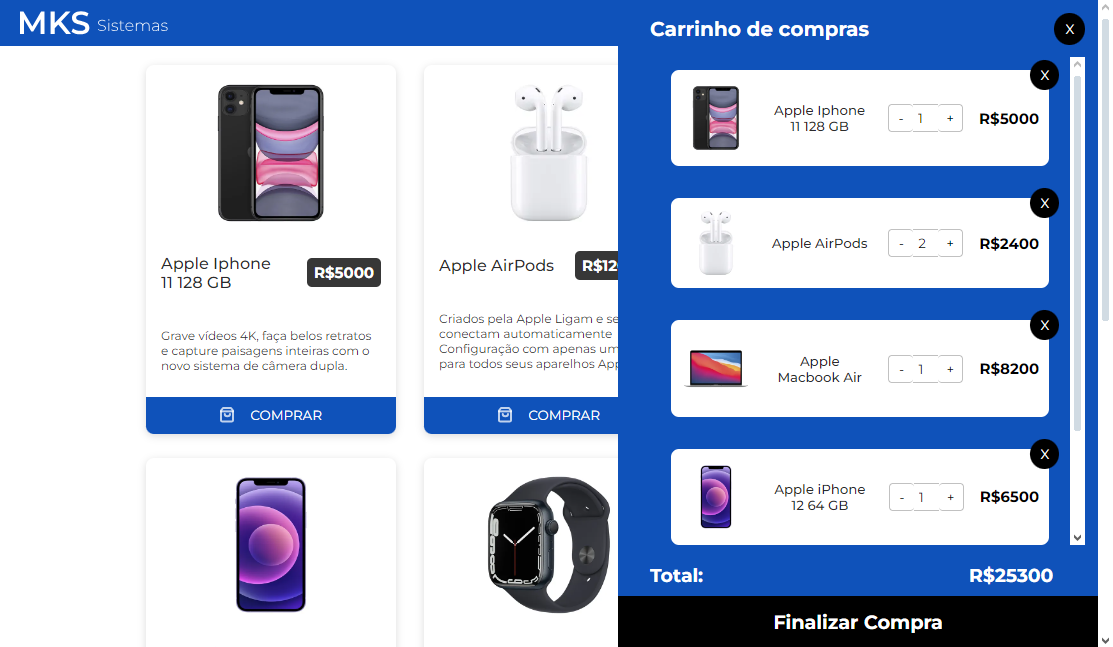 MKS Sistemas
Apple Iphone
11 128 GB
R$5000
Grave vídeos 4K, faça belos retratos
e capture paisagens inteiras com o
novo sistema de câmera dupla.
COMPRAR
Apple AirPods
R$12
Criados pela Apple Ligam e se
conectam automaticamente
Configuração com apenas um
para todos seus aparelhos App
COMPRAR
Carrinho de compras
X
X
Apple Iphone
11 128 GB
- 1 +
R$5000
X
Apple AirPods
- 2 +
R$2400
X
Apple
Macbook Air
- 1 +
R$8200
X
Apple iPhone
12 64 GB
- 1 +
R$6500
Total:
R$25300
Finalizar Compra